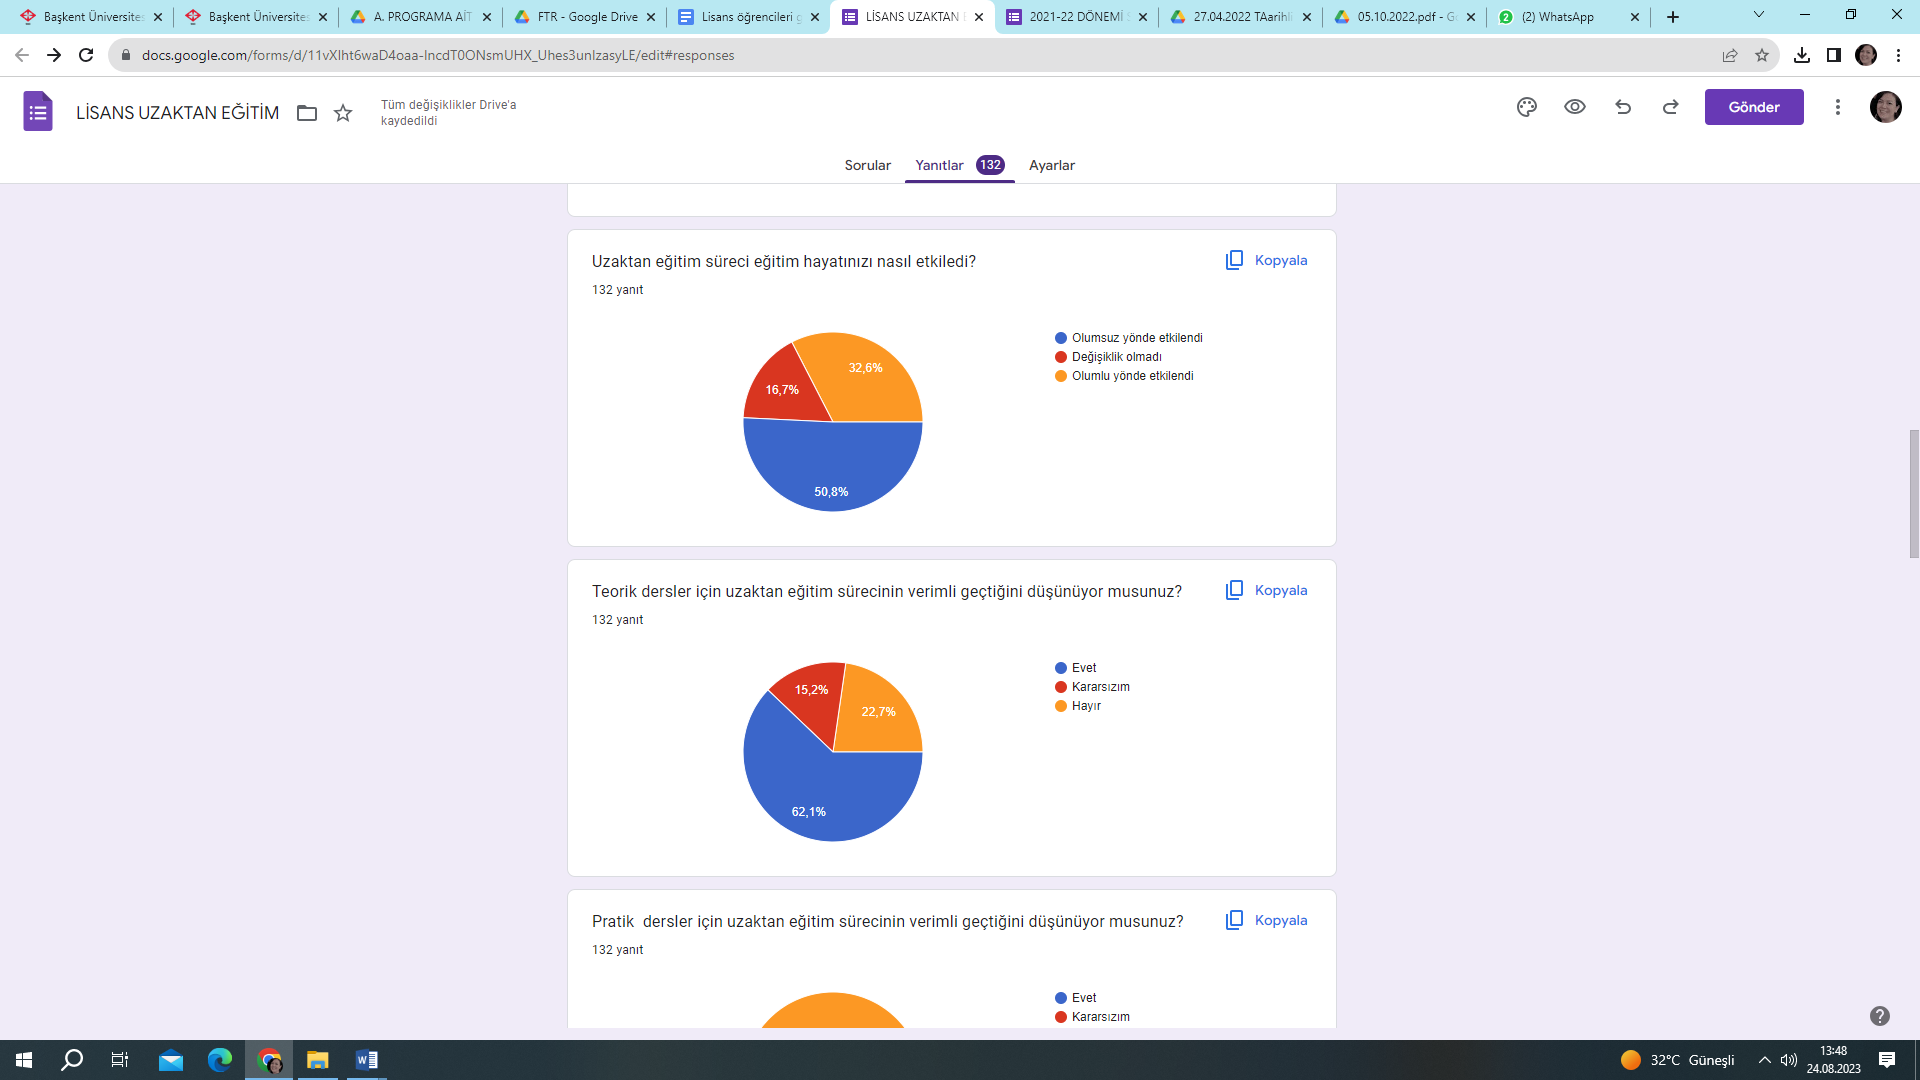 Başkent Üniversites
Başkent Üniversites
A. PROGRAMA AİT
FTR - Google Drive
Lisans öğrencileri g
LİSANS UZAKTAN
2021-22 DÖNEMİ
27.04.2022 TAarihli
05.10.2022.pdf - G
(2) WhatsApp
docs.google.com/forms/d/11vXIht6waD4oaa-IncdT0ONsmUHX_Uhes3unIzasyLE/edit#responses
LİSANS UZAKTAN EĞİTİM
Tüm değişiklikler Drive'a
kaydedildi
Gönder
Sorular
Yanıtlar 132
Ayarlar
Uzaktan eğitim süreci eğitim hayatınızı nasıl etkiledi?
Kopyala
132 yanıt
Olumsuz yönde etkilendi
Değişiklik olmadı
Olumlu yönde etkilendi
32,6%
16,7%
50,8%
Teorik dersler için uzaktan eğitim sürecinin verimli geçtiğini düşünüyor musunuz?
Kopyala
132 yanıt
Evet
Kararsızım
Hayır
15,2%
22,7%
62,1%
Pratik  dersler için uzaktan eğitim sürecinin verimli geçtiğini düşünüyor musunuz?
Kopyala
132 yanıt
Evet
Kararsızım
32°C Güneşli
13:48
24.08.2023